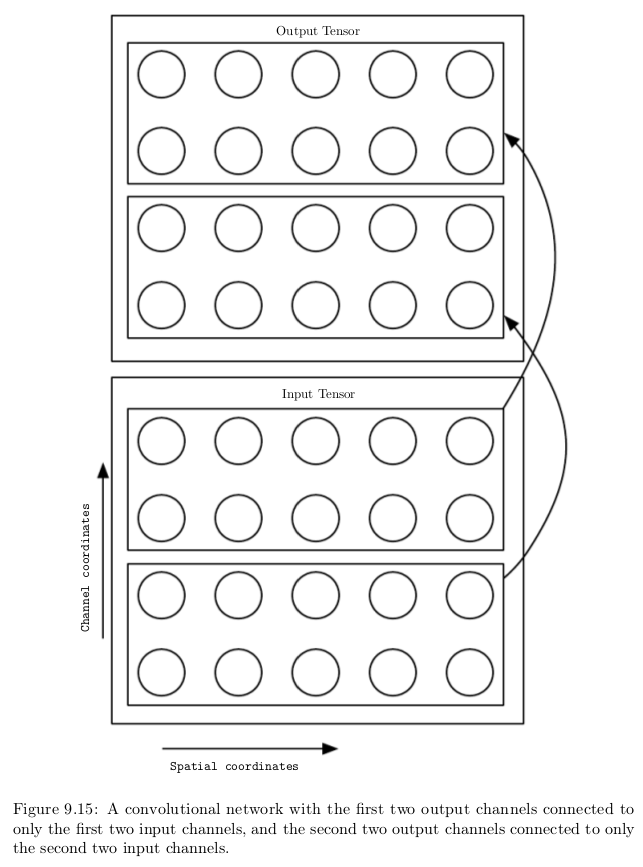 Output Tensor
Input Tensor
Channel coordinates
Spatial coordinates
Figure 9.15: A convolutional network with the first two output channels connected to
only the first two input channels, and the second two output channels connected to only
the second two input channels.